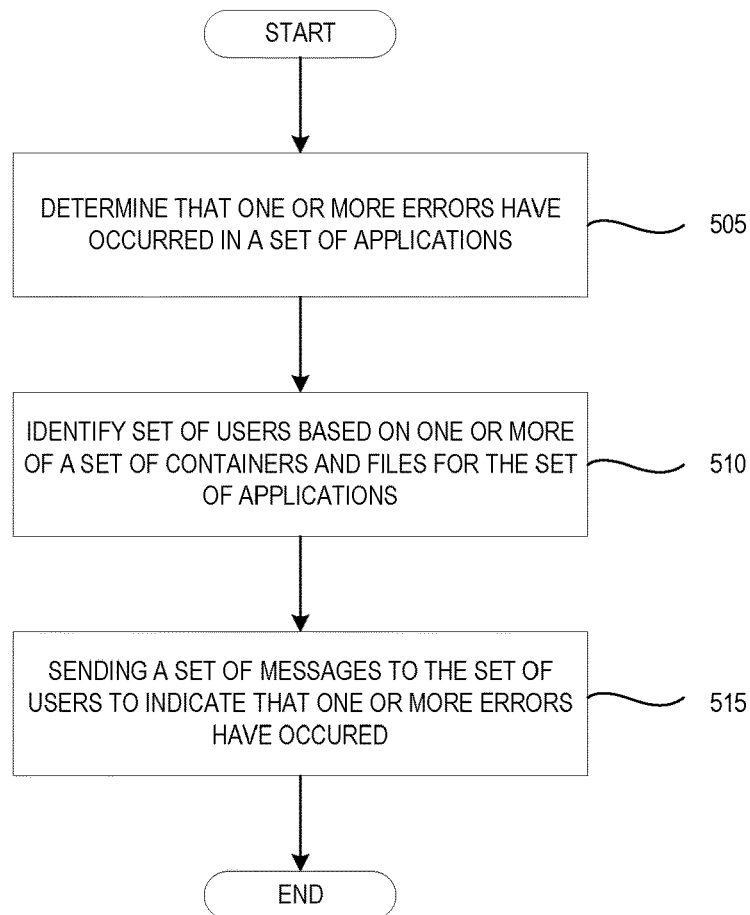 START
DETERMINE THAT ONE OR MORE ERRORS HAVE
OCCURRED IN A SET OF APPLICATIONS
505
IDENTIFY SET OF USERS BASED ON ONE OR MORE
OF A SET OF CONTAINERS AND FILES FOR THE SET
OF APPLICATIONS
510
SENDING A SET OF MESSAGES TO THE SET OF
USERS TO INDICATE THAT ONE OR MORE ERRORS
HAVE OCCURED
515
END